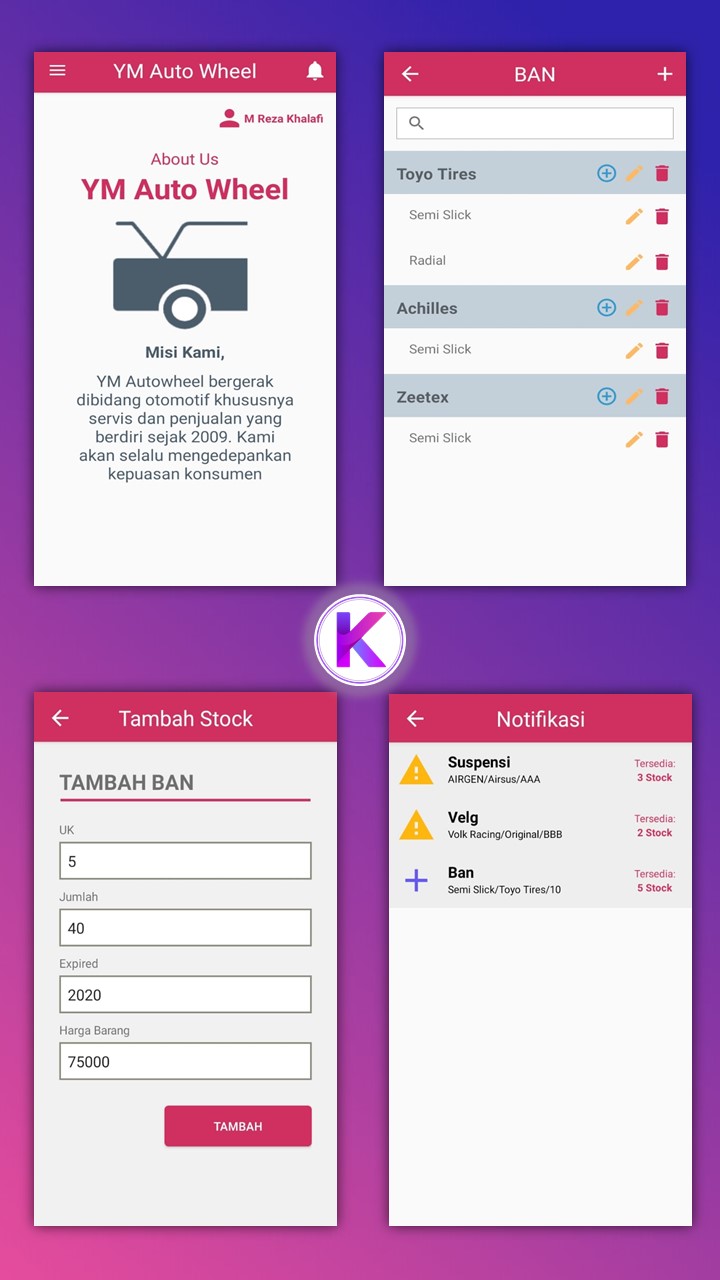 YM Auto Wheel
M Reza Khalafi
About Us
YM Auto Wheel
Misi Kami,
YM Autowheel bergerak
dibidang otomotif khususnya
servis dan penjualan yang
berdiri sejak 2009. Kami
akan selalu mengedepankan
kepuasan konsumen
BAN
Toyo Tires
Semi Slick
Radial
Achilles
Semi Slick
Zeetex
Semi Slick
K
Tambah Stock
TAMBAH BAN
UK
5
Jumlah
40
Expired
2020
Harga Barang
75000
TAMBAH
Notifikasi
Suspensi
AIRGEN/Airsus/AAA
Tersedia:
3 Stock
Velg
Volk Racing/Original/BBB
Tersedia:
2 Stock
Ban
Semi Slick/Toyo Tires/10
Tersedia:
5 Stock